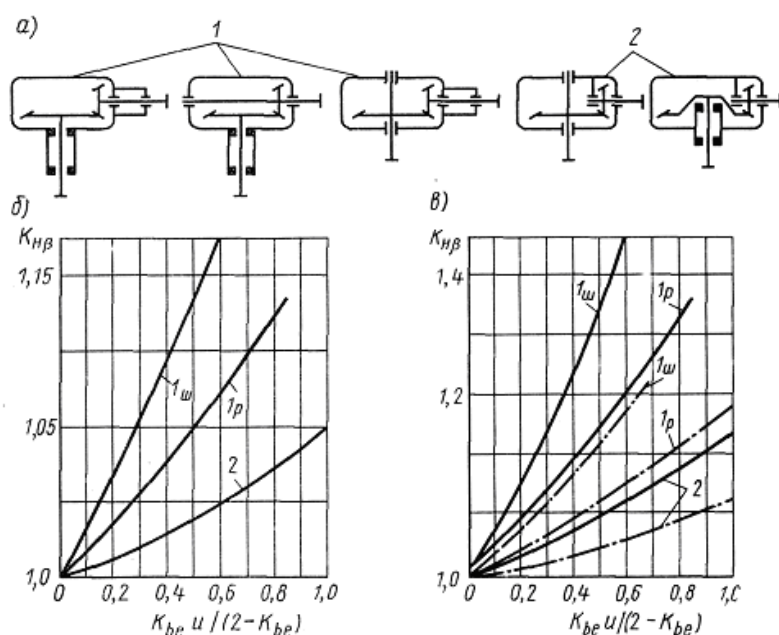 а)
1
2
б)
K_Hβ
1,15
1,05
1,0
1ш
1р
2
0 0,2 0,4 0,6 0,8 1,0
K_be u / (2 - K_be)
в)
K_Hβ
1,4
1,2
1,0
1ш
1р
1ш
1р
2
0 0,2 0,4 0,6 0,8
K_be u/(2 - K_be)